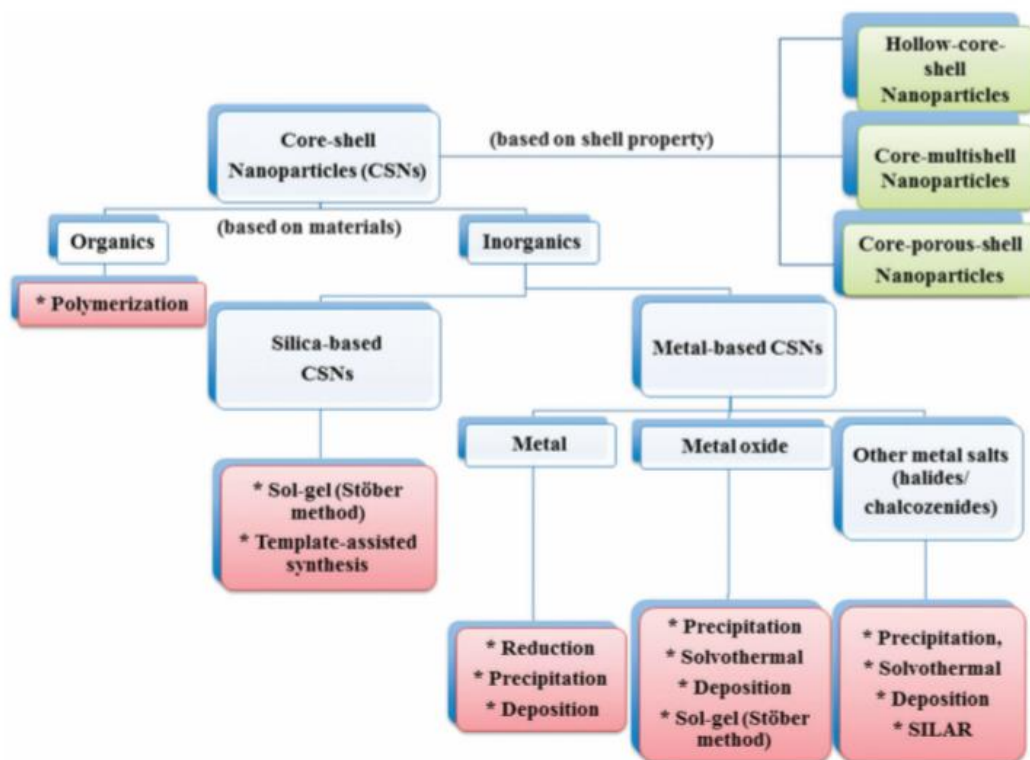 Hollow-core-
shell
Nanoparticles
Core-shell
Nanoparticles (CSNs)
(based on shell property)
Core-multishell
Nanoparticles
(based on materials)
Organics
Inorganics
Core-porous-shell
Nanoparticles
* Polymerization
Silica-based
CSNs
Metal-based CSNs
Metal
Metal oxide
Other metal salts
(halides/
chalcozenides)
* Sol-gel (Stöber
method)
* Template-assisted
synthesis
* Reduction
* Precipitation
* Deposition
* Precipitation
* Solvothermal
* Deposition
* Sol-gel (Stöber
method)
* Precipitation,
* Solvothermal
* Deposition
* SILAR